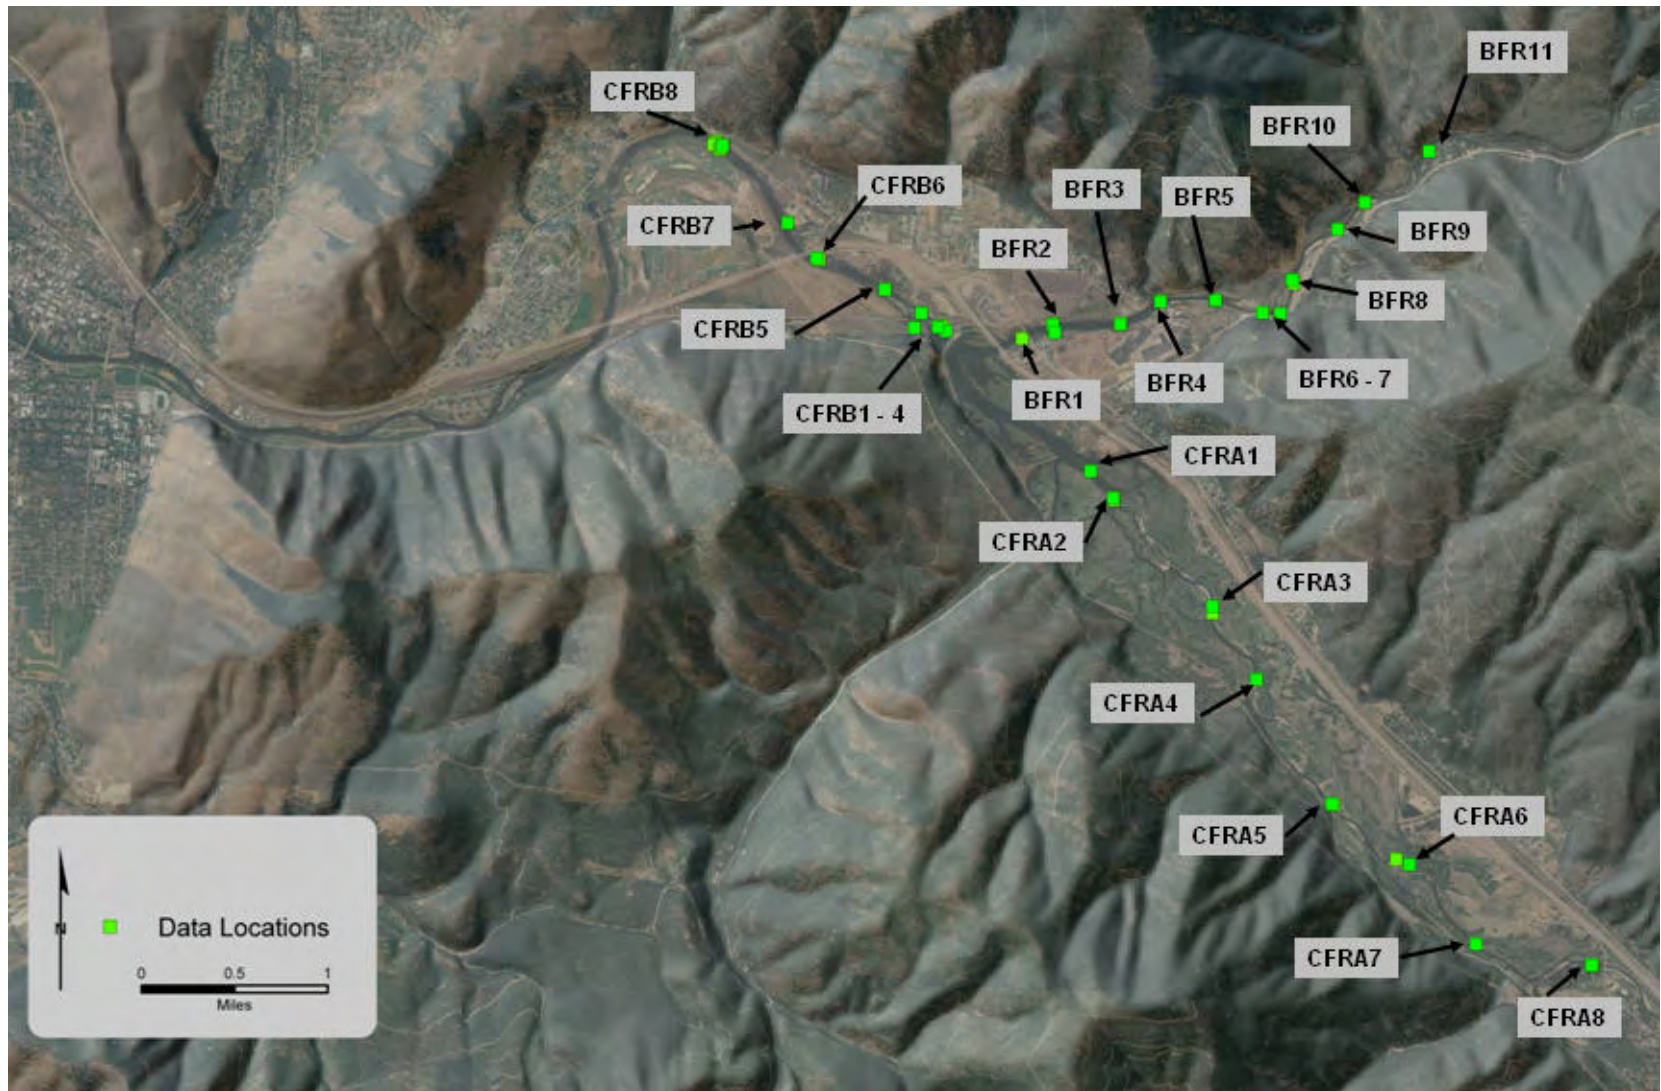 BFR11
CFRB8
BFR10
CFRB6
BFR3
BFR5
CFRB7
BFR9
BFR2
BFR8
CFRB5
BFR4
BFR6 - 7
BFR1
CFRB1 - 4
CFRA1
CFRA2
CFRA3
CFRA4
CFRA6
CFRA5
CFRA7
CFRA8
N
Data Locations
0 0.5 1
Miles